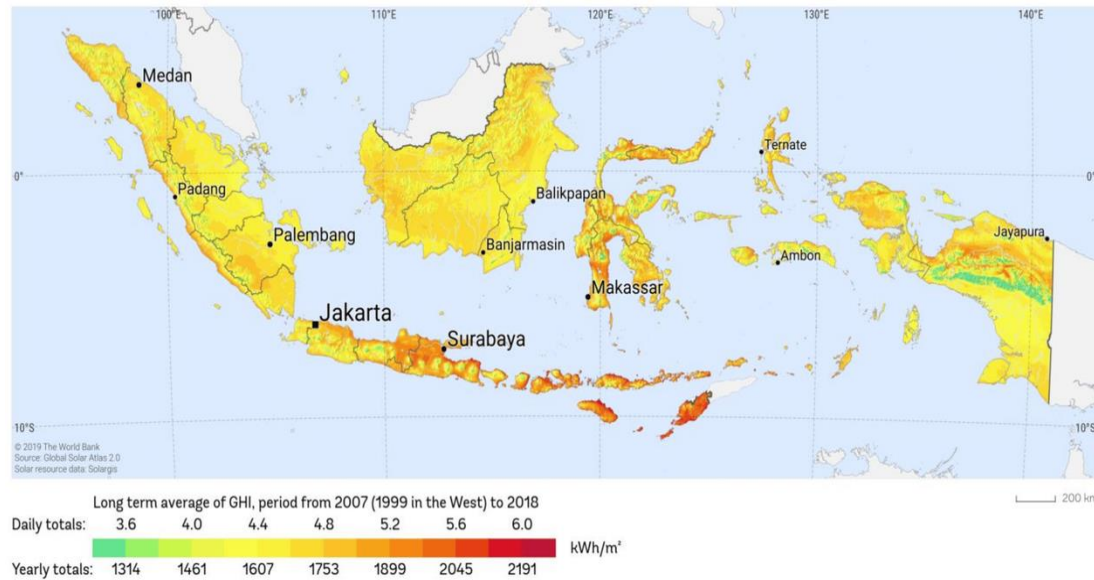 100°E
110°E
120°E
130°E
140°E
Medan
Ternate
0°
0°
Padang
Balikpapan
Palembang
Banjarmasin
Jayapura
Ambon
Makassar
Jakarta
Surabaya
10°S
10°S
© 2019 The World Bank
Source: Global Solar Atlas 2.0
Solar resource data: Solargis
Long term average of GHI, period from 2007 (1999 in the West) to 2018
200 km
Daily totals: 3.6 4.0 4.4 4.8 5.2 5.6 6.0
kWh/m²
Yearly totals: 1314 1461 1607 1753 1899 2045 2191